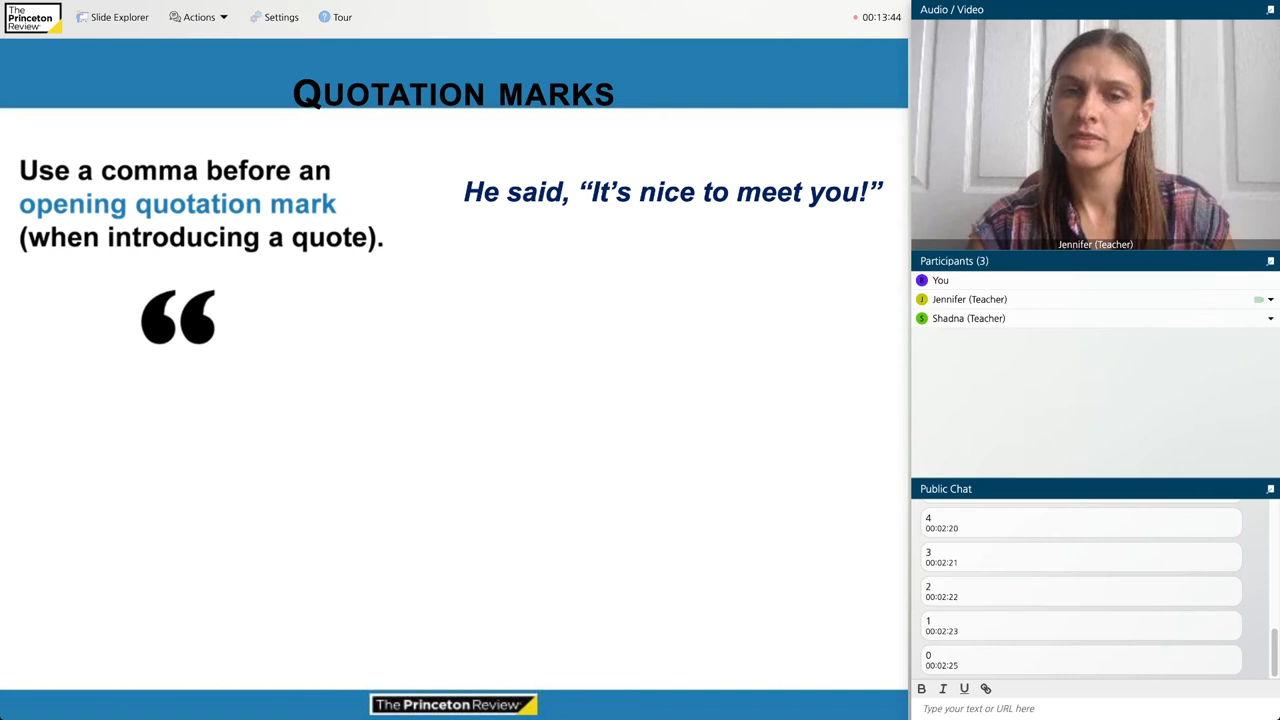 The
Princeton
Review
Slide Explorer
Actions
Settings
Tour
00:13:44
QUOTATION MARKS
Use a comma before an
opening quotation mark
(when introducing a quote).
“
He said, “It’s nice to meet you!”
The Princeton Review
Audio / Video
Jennifer (Teacher)
Participants (3)
You
J Jennifer (Teacher)
S Shadna (Teacher)
Public Chat
4
00:02:20
3
00:02:21
2
00:02:22
1
00:02:23
0
00:02:25
B I U
Type your text or URL here